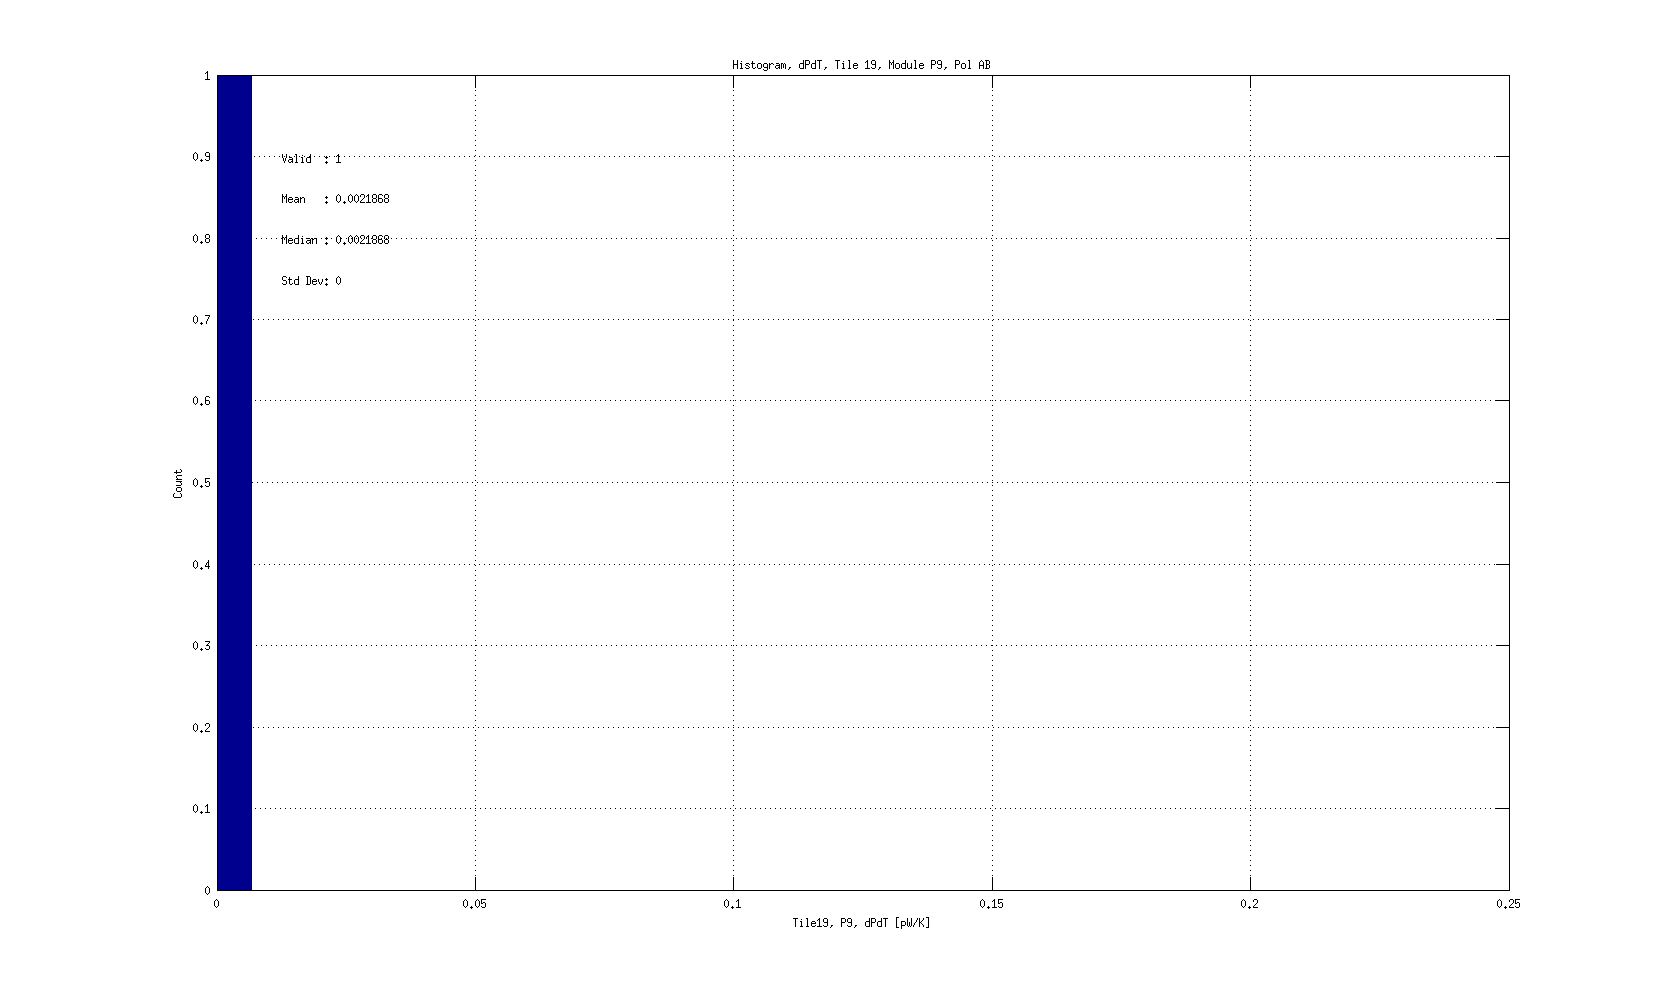 Histogram, dPdT, Tile 19, Module P9, Pol AB
1
0.9
Valid : 1
Mean : 0.0021868
0.8
Median : 0.0021868
Std Dev: 0
0.7
0.6
0.5
Count
0.4
0.3
0.2
0.1
0
0 0.05 0.1 0.15 0.2 0.25
Tile19, P9, dPdT [pW/K]